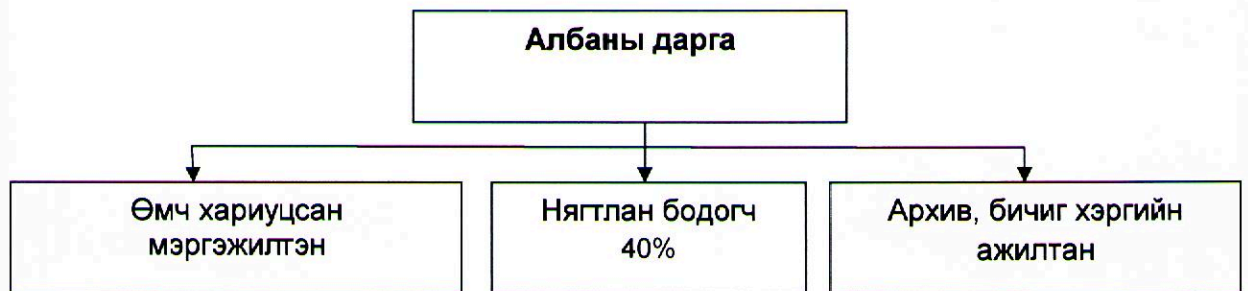 Албаны дарга
Өмч хариуцсан
мэргэжилтэн
Нягтлан бодогч
40%
Архив, бичиг хэргийн
ажилтан